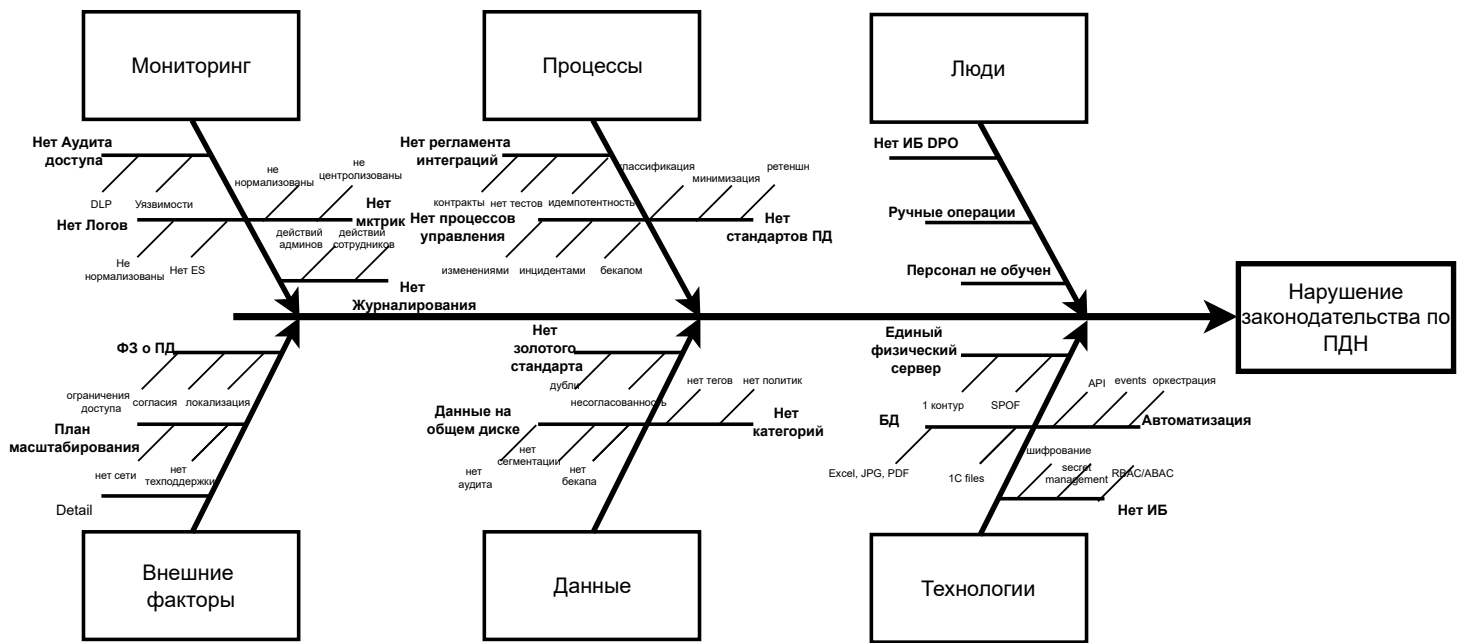 Мониторинг
Процессы
Люди
Нет Аудита
доступа
DLP
Уязвимости
не
нормализованы
не
централизованы
Нет
мктрик
Нет Логов
Не
нормализованы
Нет ES
действий
админов
действий
сотрудников
Нет
Журналирования
Нет регламента
интеграций
контракты
нет тестов
идемпотентность
классификация
минимизация
ретеншн
Нет процессов
управления
Нет
стандартов ПД
изменениями
инцидентами
бекапом
Нет ИБ DPO
Ручные операции
Персонал не обучен
Нарушение
законодательства по
ПДН
ФЗ о ПД
ограничения
доступа
согласия
локализация
План
масштабирования
нет сети
нет
техподдержки
Detail
Нет
золотого
стандарта
дубли
несогласованность
нет тегов
нет политик
Данные на
общем диске
Нет
категорий
нет
аудита
нет
сегментации
нет
бекапа
Единый
физический
сервер
1 контур
SPOF
API
events
оркестрация
БД
Автоматизация
Excel, JPG, PDF
1C files
шифрование
secret
management
RBAC/ABAC
Нет ИБ
Внешние
факторы
Данные
Технологии